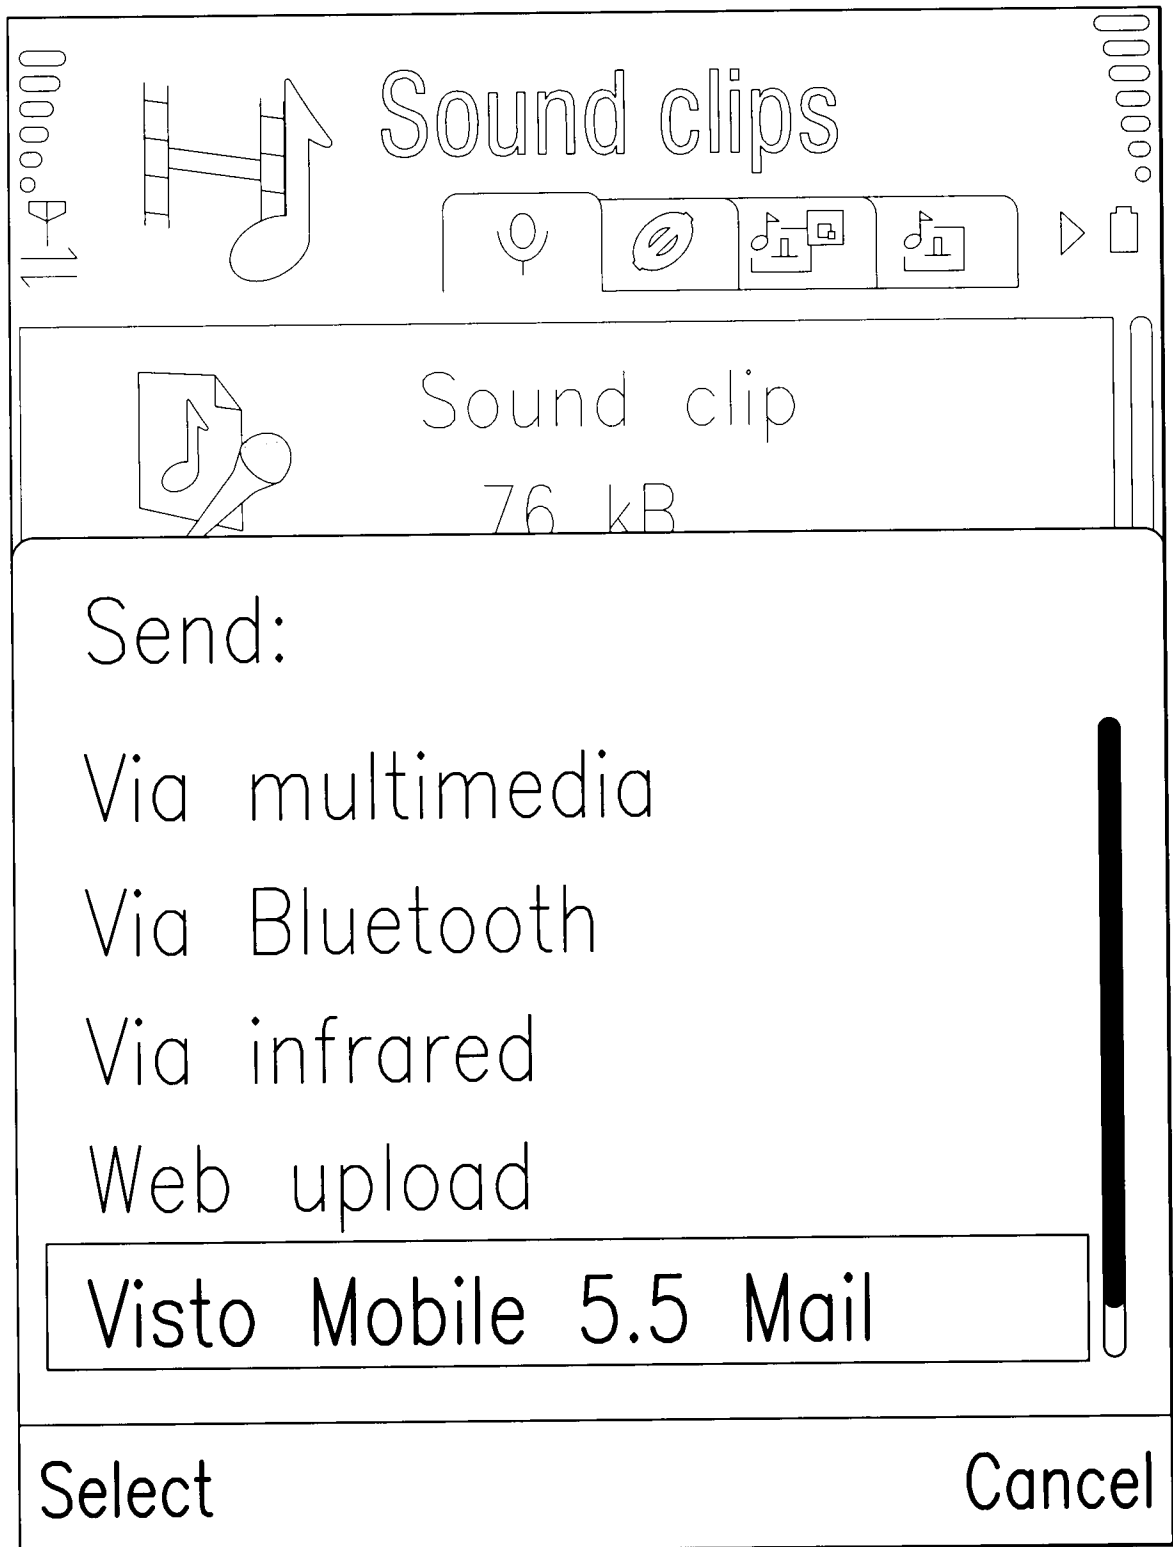 Sound clips
Sound clip
76 kB
Send:
Via multimedia
Via Bluetooth
Via infrared
Web upload
Visto Mobile 5.5 Mail
Select
Cancel